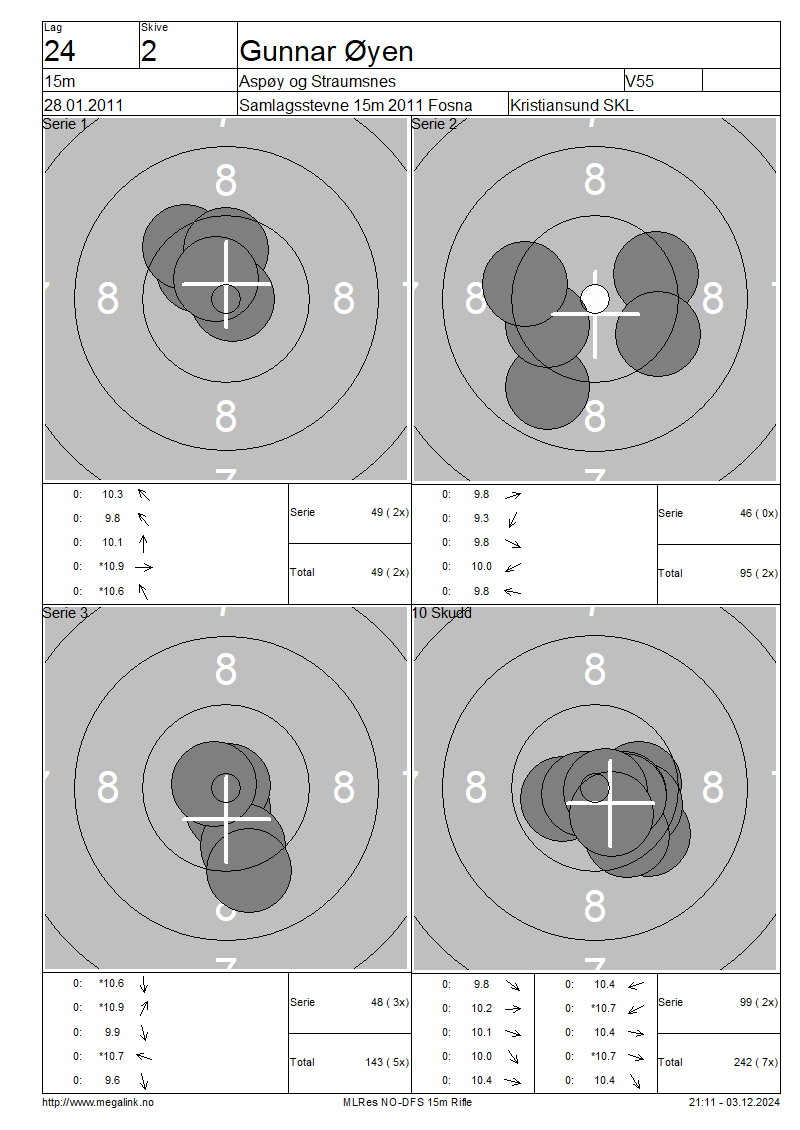 Lag Skive
24 2 Gunnar Øyen
15m Aspøy og Straumsnes V55
28.01.2011 Samlagsstevne 15m 2011 Fosna Kristiansund SKL
Serie 1
7
8
7 8 8
8
7
0: 10.3
0: 9.8
0: 10.1
0: *10.9
0: *10.6
Serie 49 ( 2x)
Total 49 ( 2x)
Serie 2
7
8
8 8 7
8
7
0: 9.8
0: 9.3
0: 9.8
0: 10.0
0: 9.8
Serie 46 ( 0x)
Total 95 ( 2x)
Serie 3
8
7 8 8 7
8
7
0: *10.6
0: *10.9
0: 9.9
0: *10.7
0: 9.6
Serie 48 ( 3x)
Total 143 ( 5x)
10 Skudd
8
8 8 7
8
7
0: 9.8 0: 10.4
0: 10.2 0: *10.7
0: 10.1 0: 10.4
0: 10.0 0: *10.7
0: 10.4 0: 10.4
Serie 99 ( 2x)
Total 242 ( 7x)
http://www.megalink.no MLRes NO-DFS 15m Rifle 21:11 - 03.12.2024